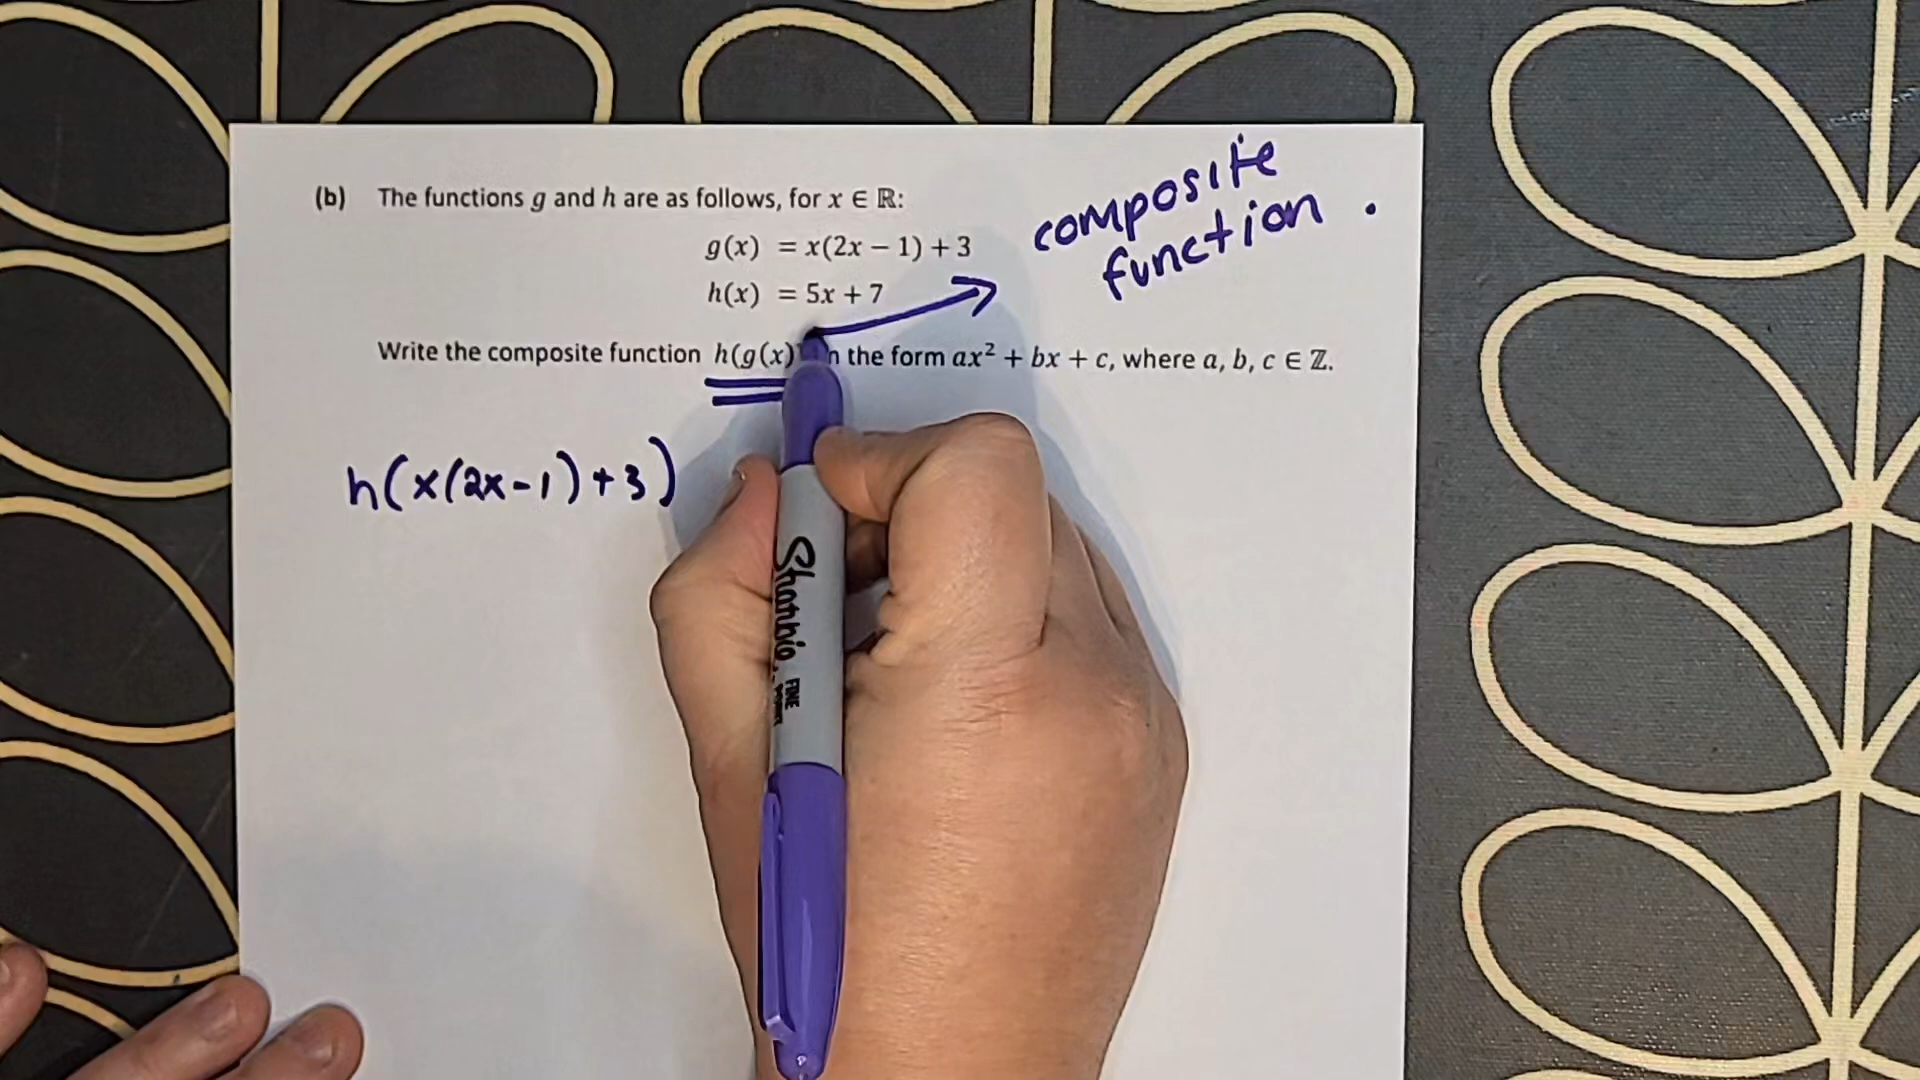 (b) The functions g and h are as follows, for x ∈ ℝ:
g(x) = x(2x − 1) + 3
h(x) = 5x + 7
composite
function.
Write the composite function h(g(x) n the form ax² + bx + c, where a, b, c ∈ ℤ.
h(x(2x-1)+3)
Sharpie.
FINE